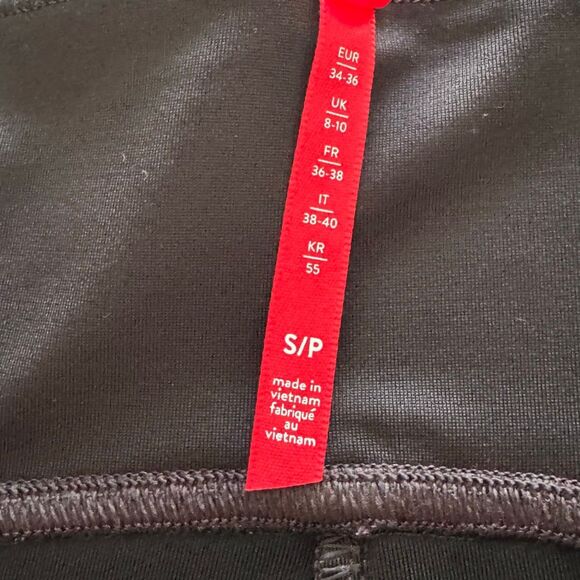 EUR
34-36
UK
8-10
FR
36-38
IT
38-40
KR
55
S/P
made in
vietnam
fabriqué
au
vietnam